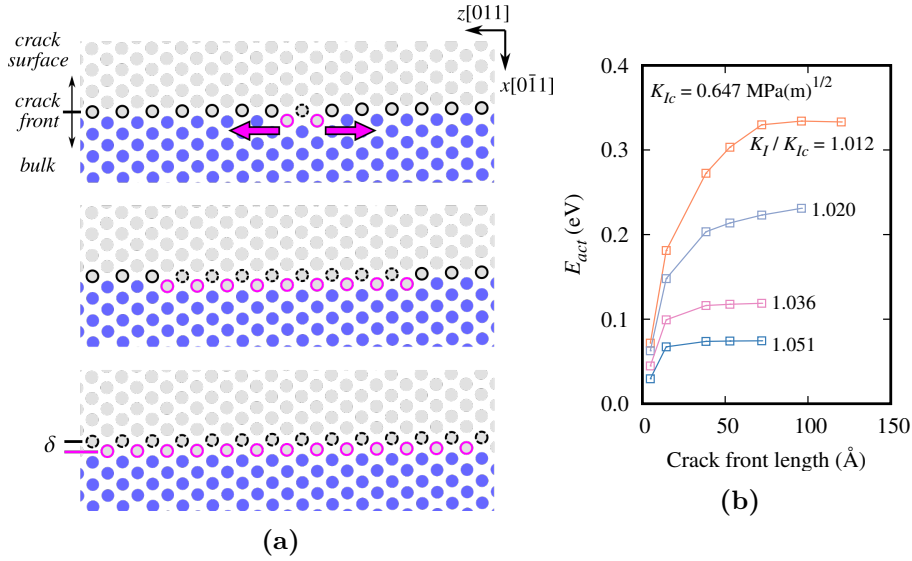 z[011]
crack
surface
x[01̄1]
crack
front
bulk
δ
(a)
0.4
K_Ic = 0.647 MPa(m)^1/2
K_I / K_Ic = 1.012
0.3
1.020
0.2
E_act (eV)
1.036
0.1
1.051
0
0 50 100 150
Crack front length (Å)
(b)